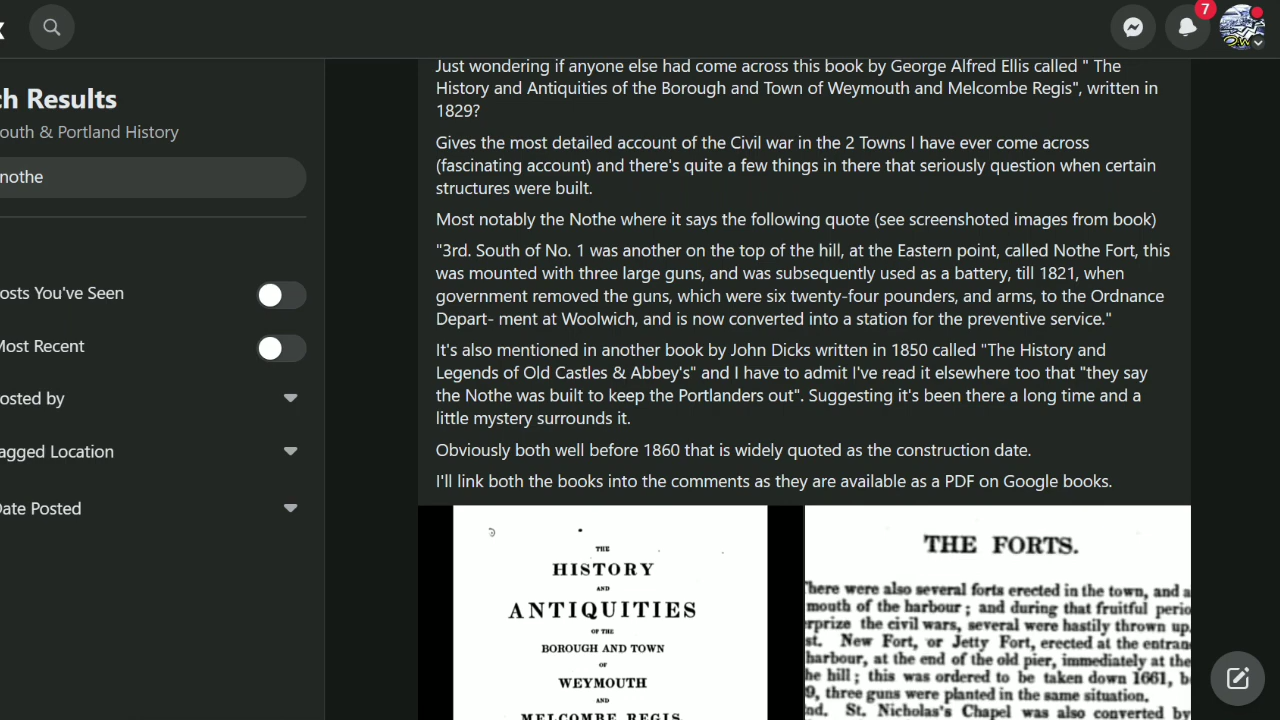 7
ch Results
outh & Portland History
nothe
osts You've Seen
Most Recent
osted by
agged Location
Date Posted
Just wondering if anyone else had come across this book by George Alfred Ellis called " The
History and Antiquities of the Borough and Town of Weymouth and Melcombe Regis", written in
1829?
Gives the most detailed account of the Civil war in the 2 Towns I have ever come across
(fascinating account) and there's quite a few things in there that seriously question when certain
structures were built.
Most notably the Nothe where it says the following quote (see screenshoted images from book)
"3rd. South of No. 1 was another on the top of the hill, at the Eastern point, called Nothe Fort, this
was mounted with three large guns, and was subsequently used as a battery, till 1821, when
government removed the guns, which were six twenty-four pounders, and arms, to the Ordnance
Depart- ment at Woolwich, and is now converted into a station for the preventive service."
It's also mentioned in another book by John Dicks written in 1850 called "The History and
Legends of Old Castles & Abbey's" and I have to admit I've read it elsewhere too that "they say
the Nothe was built to keep the Portlanders out". Suggesting it's been there a long time and a
little mystery surrounds it.
Obviously both well before 1860 that is widely quoted as the construction date.
I'll link both the books into the comments as they are available as a PDF on Google books.
THE
HISTORY
AND
ANTIQUITIES
OF THE
BOROUGH AND TOWN
OF
WEYMOUTH
AND
MELCOMBE REGIS
THE FORTS.
here were also several forts erected in the town, and a
mouth of the harbour; and during that fruitful perio
erprize the civil wars, several were hastily thrown up
st. New Fort, or Jetty Fort, erected at the entran
harbour, at the end of the old pier, immediately at the
he hill; this was ordered to be taken down 1661, b
9, three guns were planted in the same situation.
nd. St. Nicholas's Chapel was also converted by